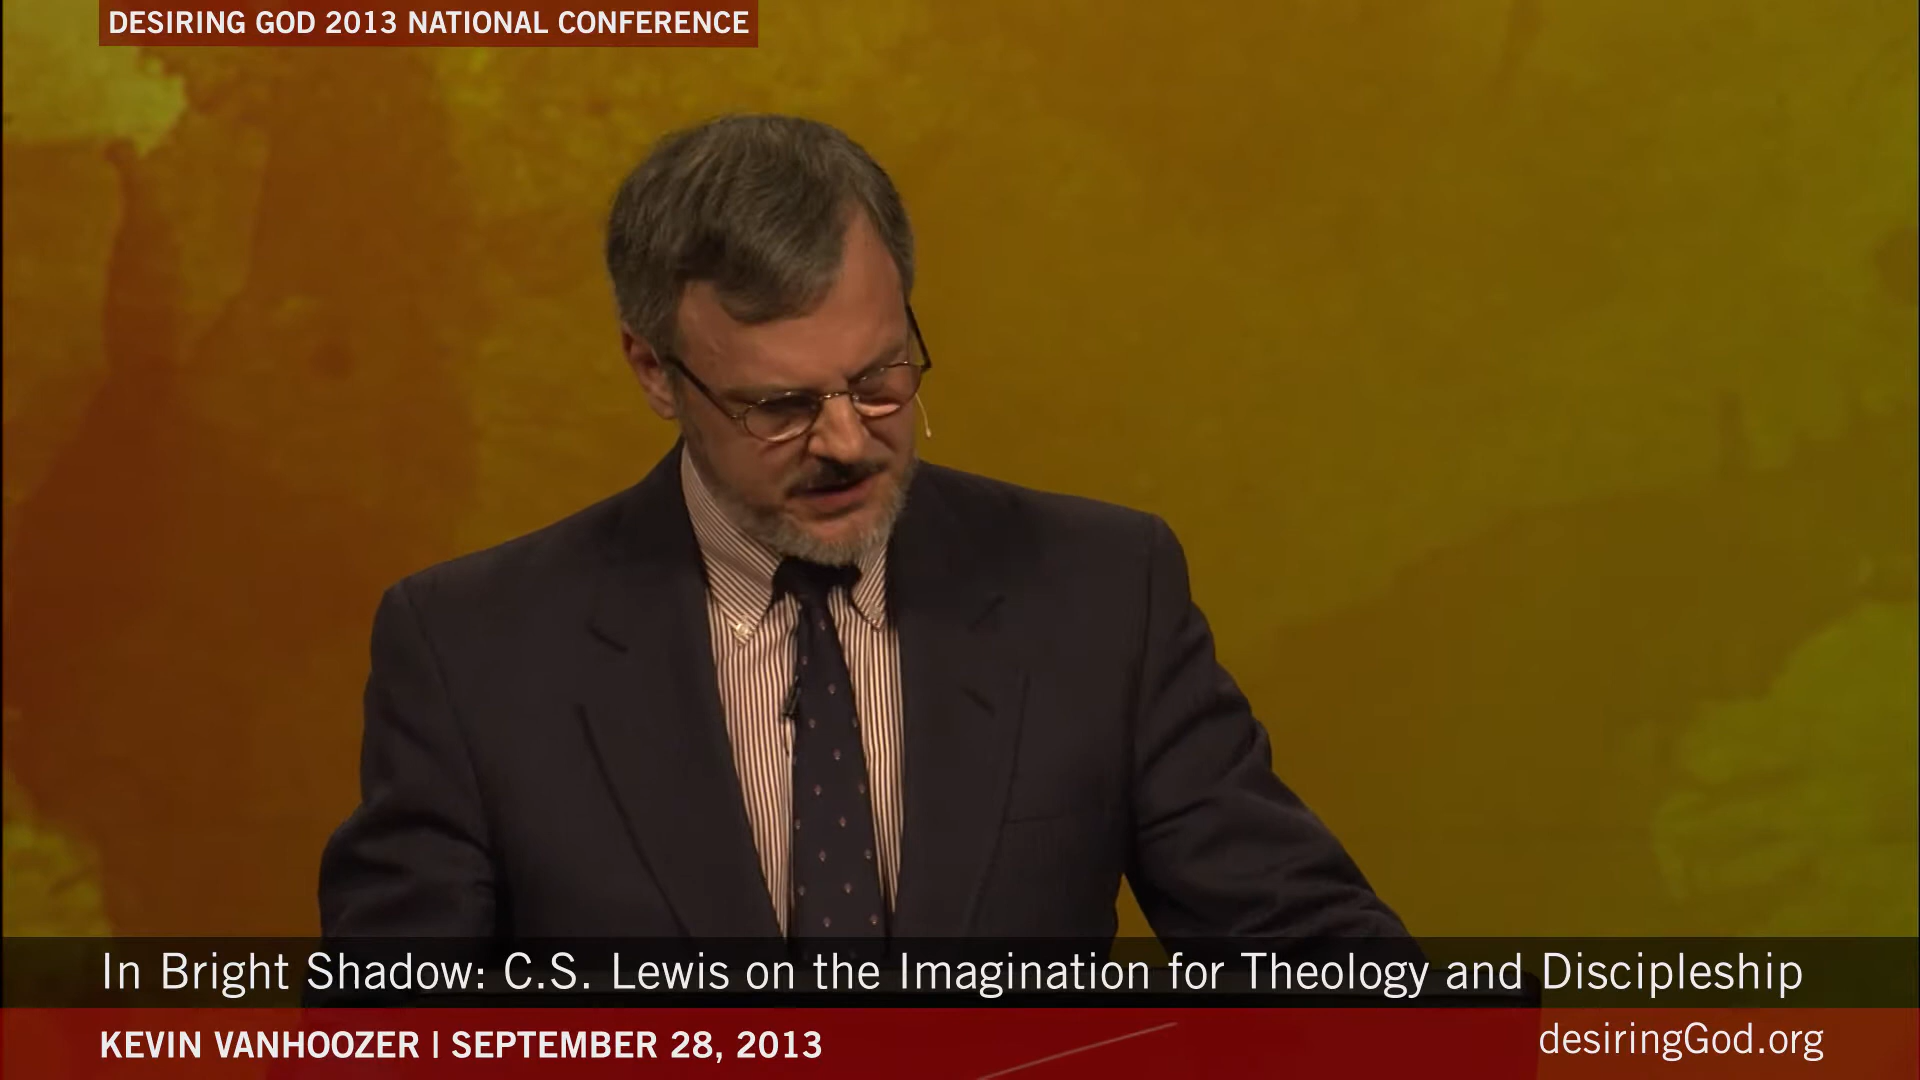 DESIRING GOD 2013 NATIONAL CONFERENCE
In Bright Shadow: C.S. Lewis on the Imagination for Theology and Discipleship
KEVIN VANHOOZER | SEPTEMBER 28, 2013
desiringGod.org